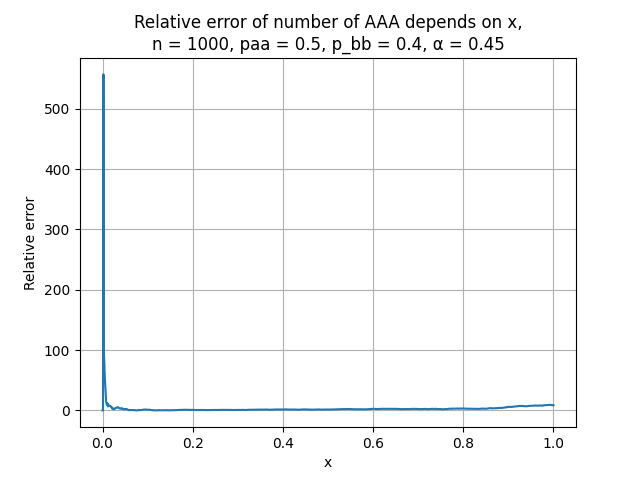 Relative error of number of AAA depends on x,
n = 1000, paa = 0.5, p_bb = 0.4, α = 0.45
500
400
300
200
100
0
Relative error
0.0 0.2 0.4 0.6 0.8 1.0
x